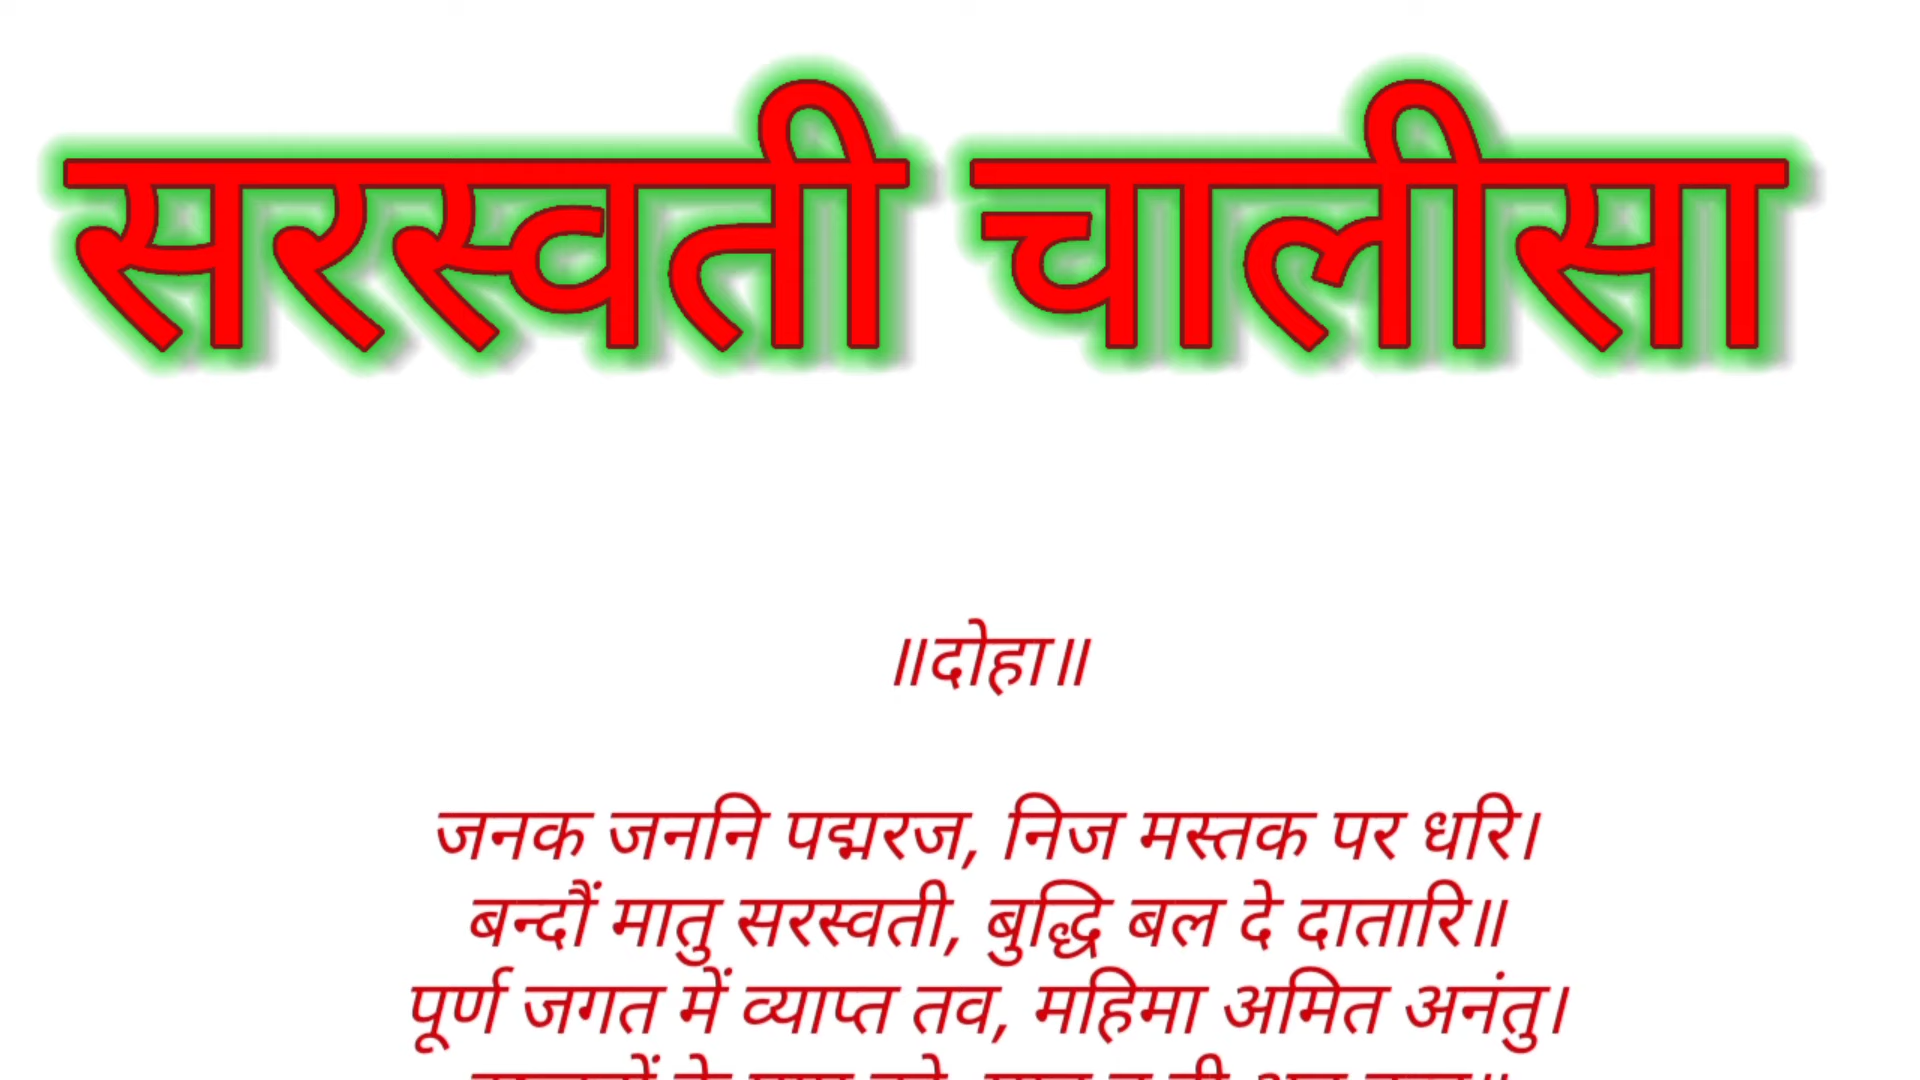 सरस्वती चालीसा
॥दोहा॥
जनक जननि पद्मरज, निज मस्तक पर धरि।
बन्दौं मातु सरस्वती, बुद्धि बल दे दातारि॥
पूर्ण जगत में व्याप्त तव, महिमा अमित अनंतु।